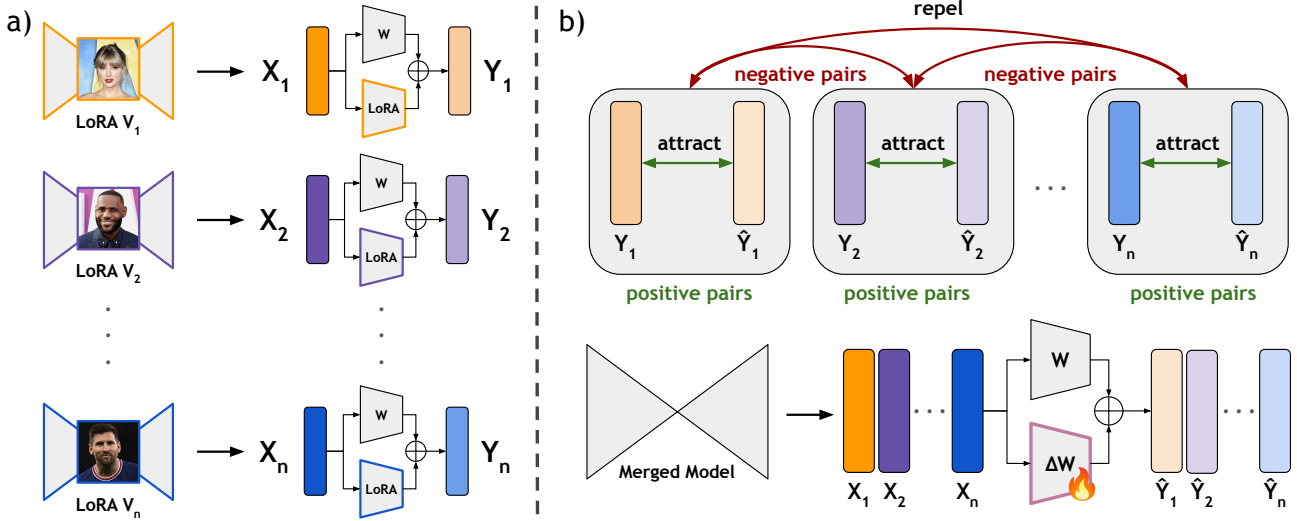 a)
LoRA V1
X1
W
LoRA
Y1
LoRA V2
X2
W
LoRA
Y2
LoRA Vn
Xn
W
LoRA
Yn
b)
repel
negative pairs
negative pairs
attract
attract
attract
Y1
Ŷ1
Y2
Ŷ2
Yn
Ŷn
positive pairs
positive pairs
positive pairs
Merged Model
W
ΔW
X1
X2
Xn
Ŷ1
Ŷ2
Ŷn